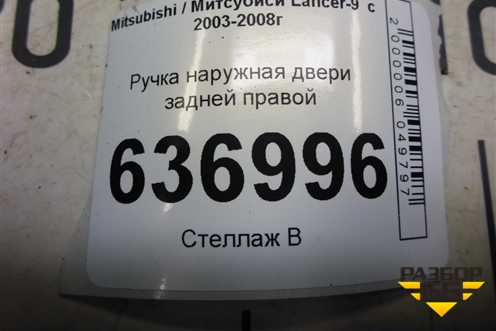 Mitsubishi / Митсубиси Lancer-9 с
2003-2008г
Ручка наружная двери
задней правой
636996
Стеллаж В
2000006049797
РАЗБОР